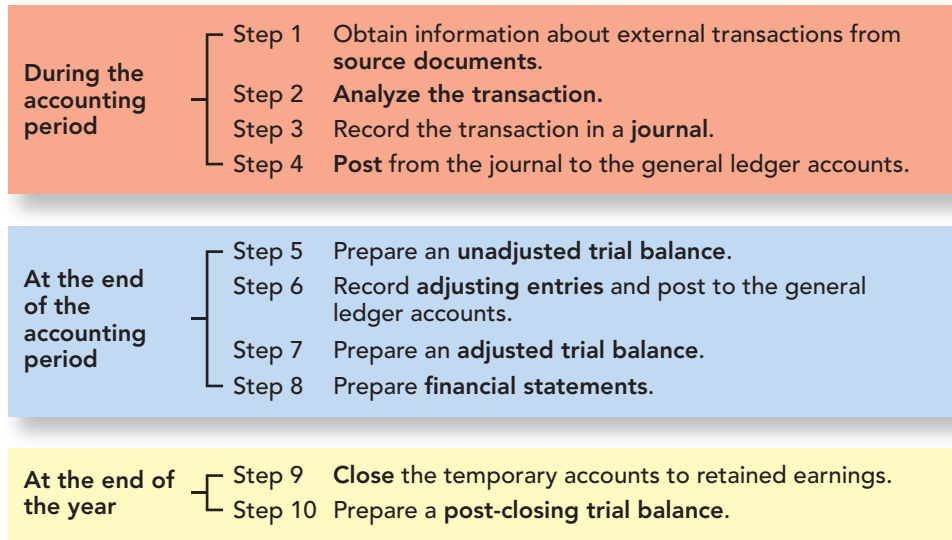 During the
accounting
period
Step 1 Obtain information about external transactions from
source documents.
Step 2 Analyze the transaction.
Step 3 Record the transaction in a journal.
Step 4 Post from the journal to the general ledger accounts.
At the end
of the
accounting
period
Step 5 Prepare an unadjusted trial balance.
Step 6 Record adjusting entries and post to the general
ledger accounts.
Step 7 Prepare an adjusted trial balance.
Step 8 Prepare financial statements.
At the end of
the year
Step 9 Close the temporary accounts to retained earnings.
Step 10 Prepare a post-closing trial balance.